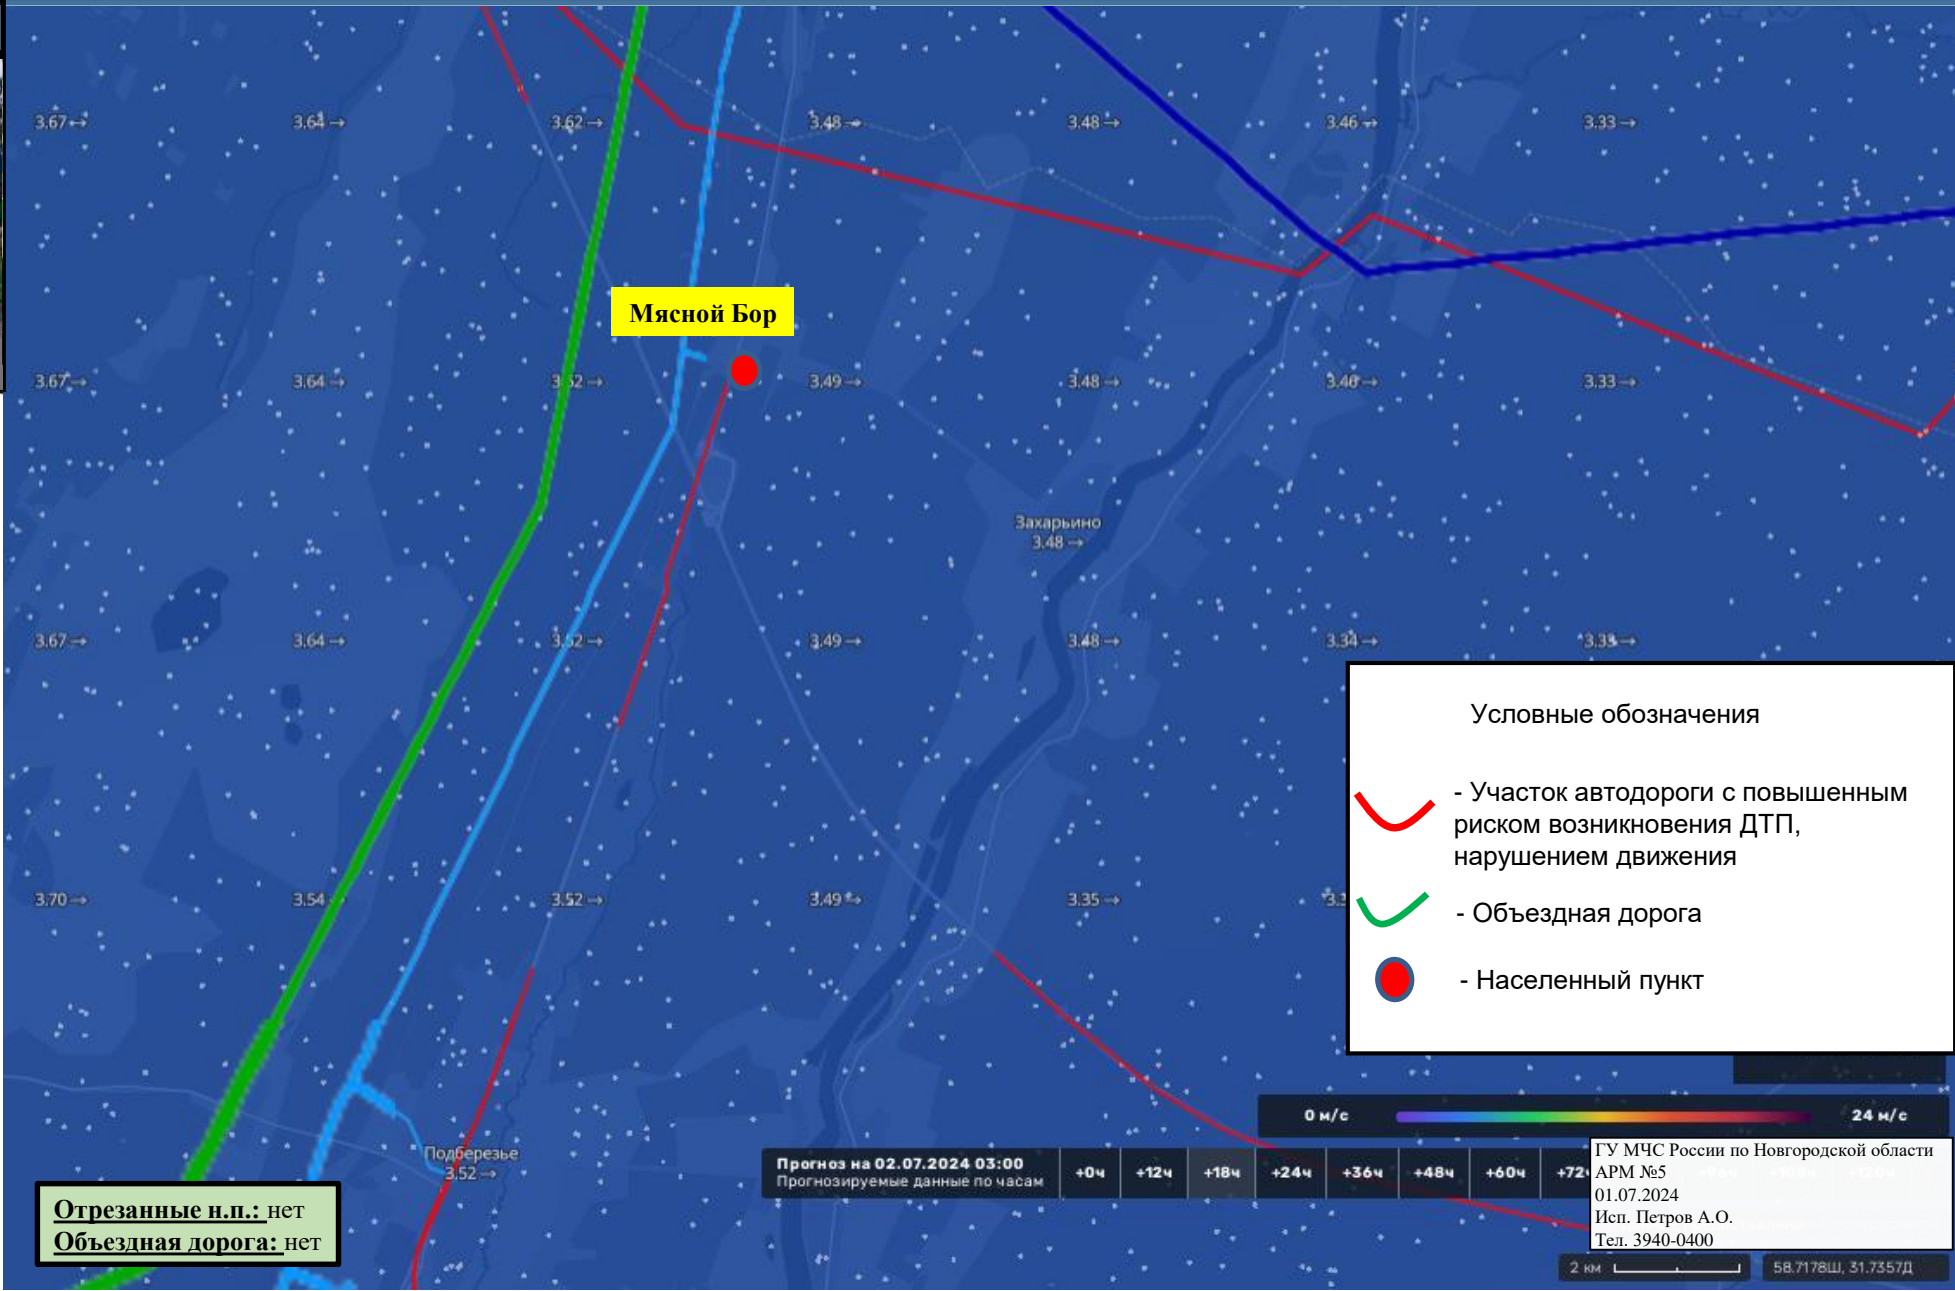 3.67→ 3.64→ 3.62→ 3.48→ 3.48→ 3.46→ 3.33→
Мясной Бор
3.67→ 3.64→ 3.49→ 3.48→ 3.33→
Захарьино
3.48→
3.67→ 3.64→ 3.52→ 3.49→ 3.48→ 3.34→ 3.33→
Условные обозначения
- Участок автодороги с повышенным
риском возникновения ДТП,
нарушением движения
3.70→ 3.54 3.52→ 3.49→ 3.35→
- Объездная дорога
- Населенный пункт
0 м/с 24 м/с
Подберезье
3.52→
Прогноз на 02.07.2024 03:00
Прогнозируемые данные по часам
+0ч +12ч +18ч +24ч +36ч +48ч +60ч +72ч
ГУ МЧС России по Новгородской области
АРМ №5
01.07.2024
Исп. Петров А.О.
Тел. 3940-0400
Отрезанные н.п.: нет
Объездная дорога: нет
2 км
58.7178Ш, 31.7357Д